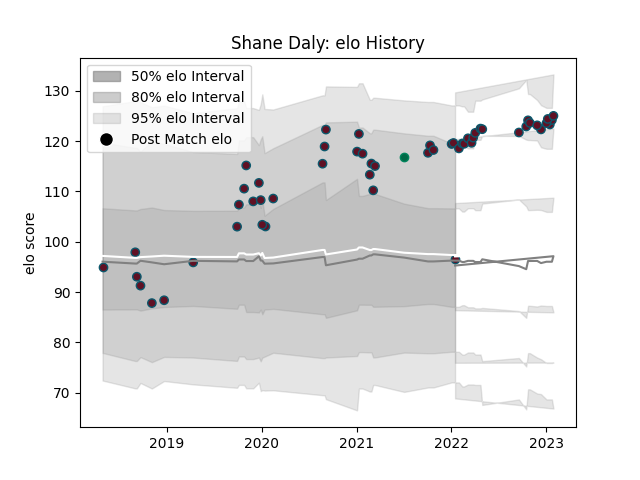 Shane Daly: elo History
50% elo Interval
80% elo Interval
95% elo Interval
Post Match elo
elo score
130
120
110
100
90
80
70
2019
2020
2021
2022
2023